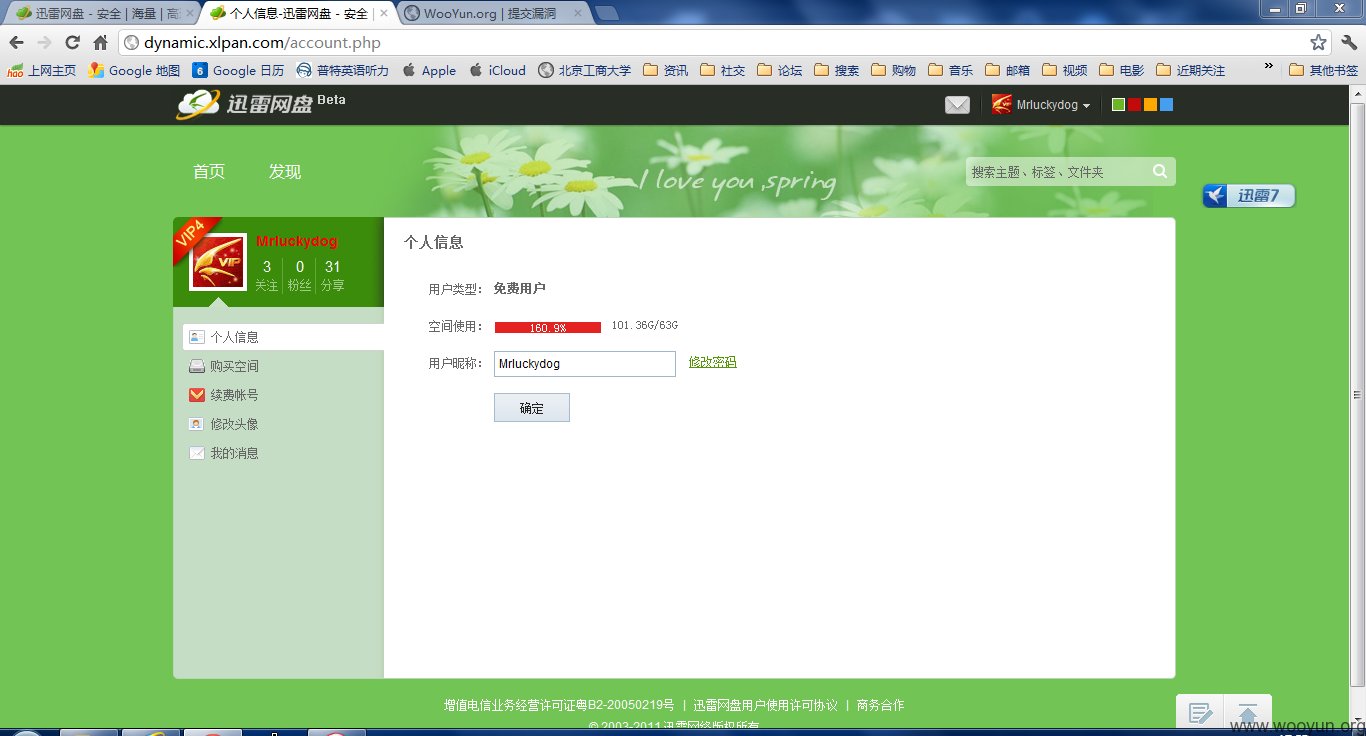 迅雷网盘 - 安全 | 海量 | 高
个人信息-迅雷网盘 - 安全 |
WooYun.org | 提交漏洞
dynamic.xlpan.com/account.php
hao 上网主页 Google 地图 6 Google 日历 普特英语听力 Apple iCloud 北京工商大学 资讯 社交 论坛 搜索 购物 音乐 邮箱 视频 电影 近期关注 » 其他书签
迅雷网盘 Beta
Mrluckydog
首页 发现
I love you ,spring
搜索主题、标签、文件夹
迅雷7
VIP4
VIP
Mrluckydog
3 0 31
关注 粉丝 分享
个人信息
购买空间
续费帐号
修改头像
我的消息
个人信息
用户类型: 免费用户
空间使用: 160.9% 101.36G/63G
用户昵称: Mrluckydog 修改密码
确定
增值电信业务经营许可证粤B2-20050219号 | 迅雷网盘用户使用许可协议 | 商务合作
© 2003-2011 迅雷网络版权所有
www.wooyun.org